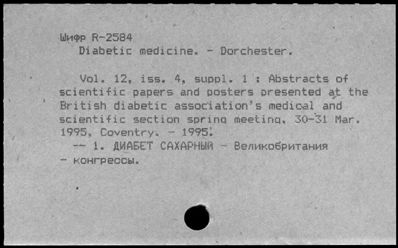 Шифр R-2584
Diabetic medicine. - Dorchester.
Vol. 12, iss. 4, suppl. 1 : Abstracts of
scientific papers and posters presented at the
British diabetic association's medical and
scientific section spring meeting, 30-31 Mar.
1995, Coventry. - 1995.
-- 1. ДИАБЕТ САХАРНЫЙ - Великобритания
- конгрессы.